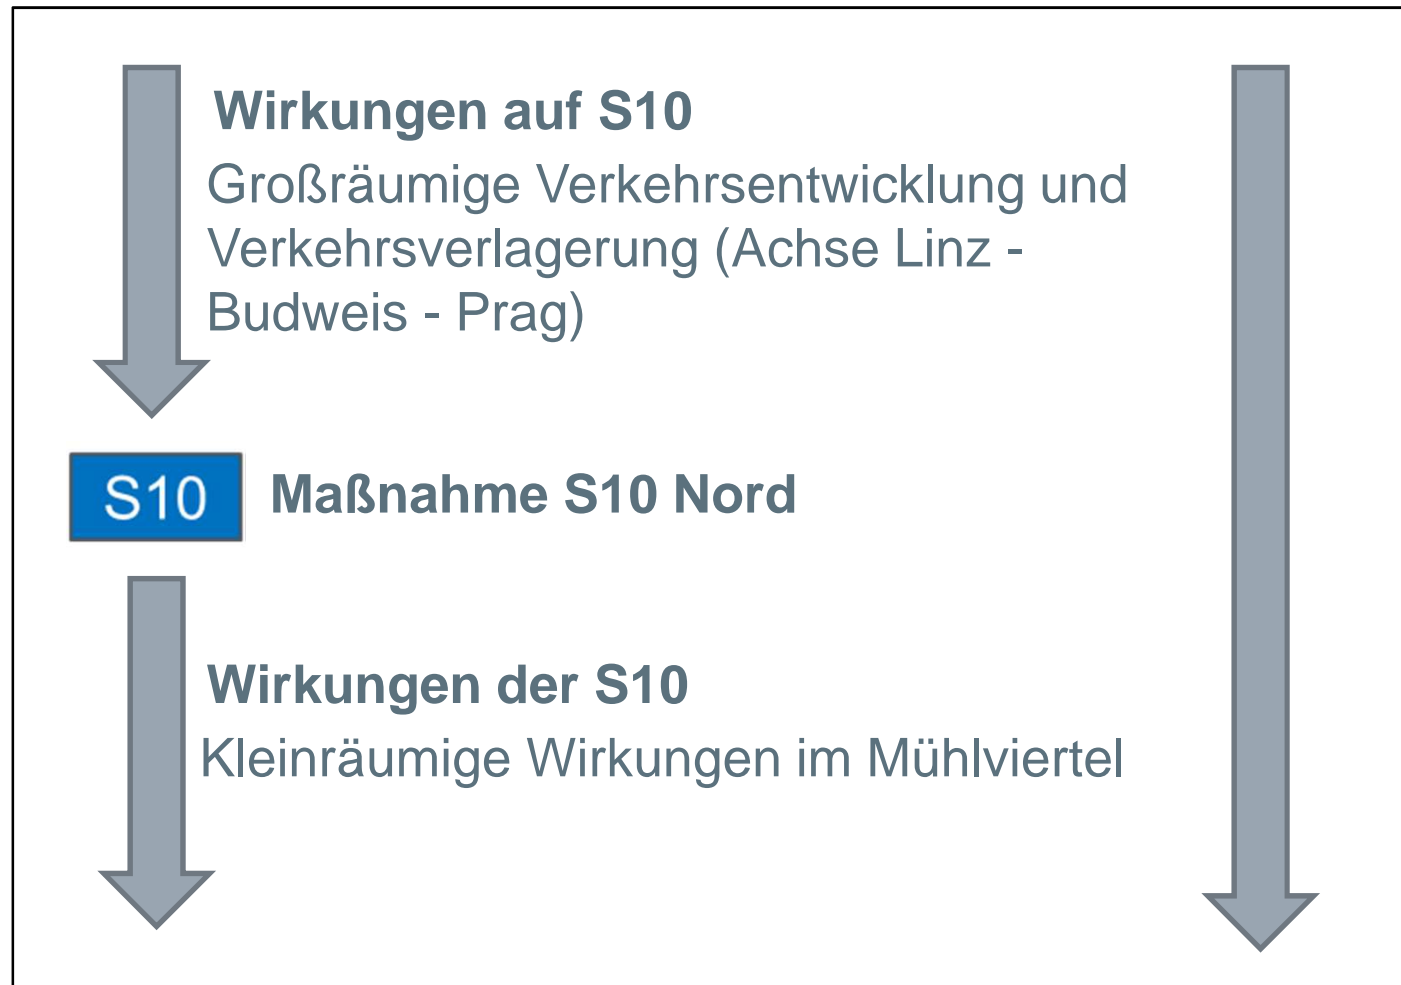 Wirkungen auf S10
Großräumige Verkehrsentwicklung und
Verkehrsverlagerung (Achse Linz -
Budweis - Prag)
S10
Maßnahme S10 Nord
Wirkungen der S10
Kleinräumige Wirkungen im Mühlviertel